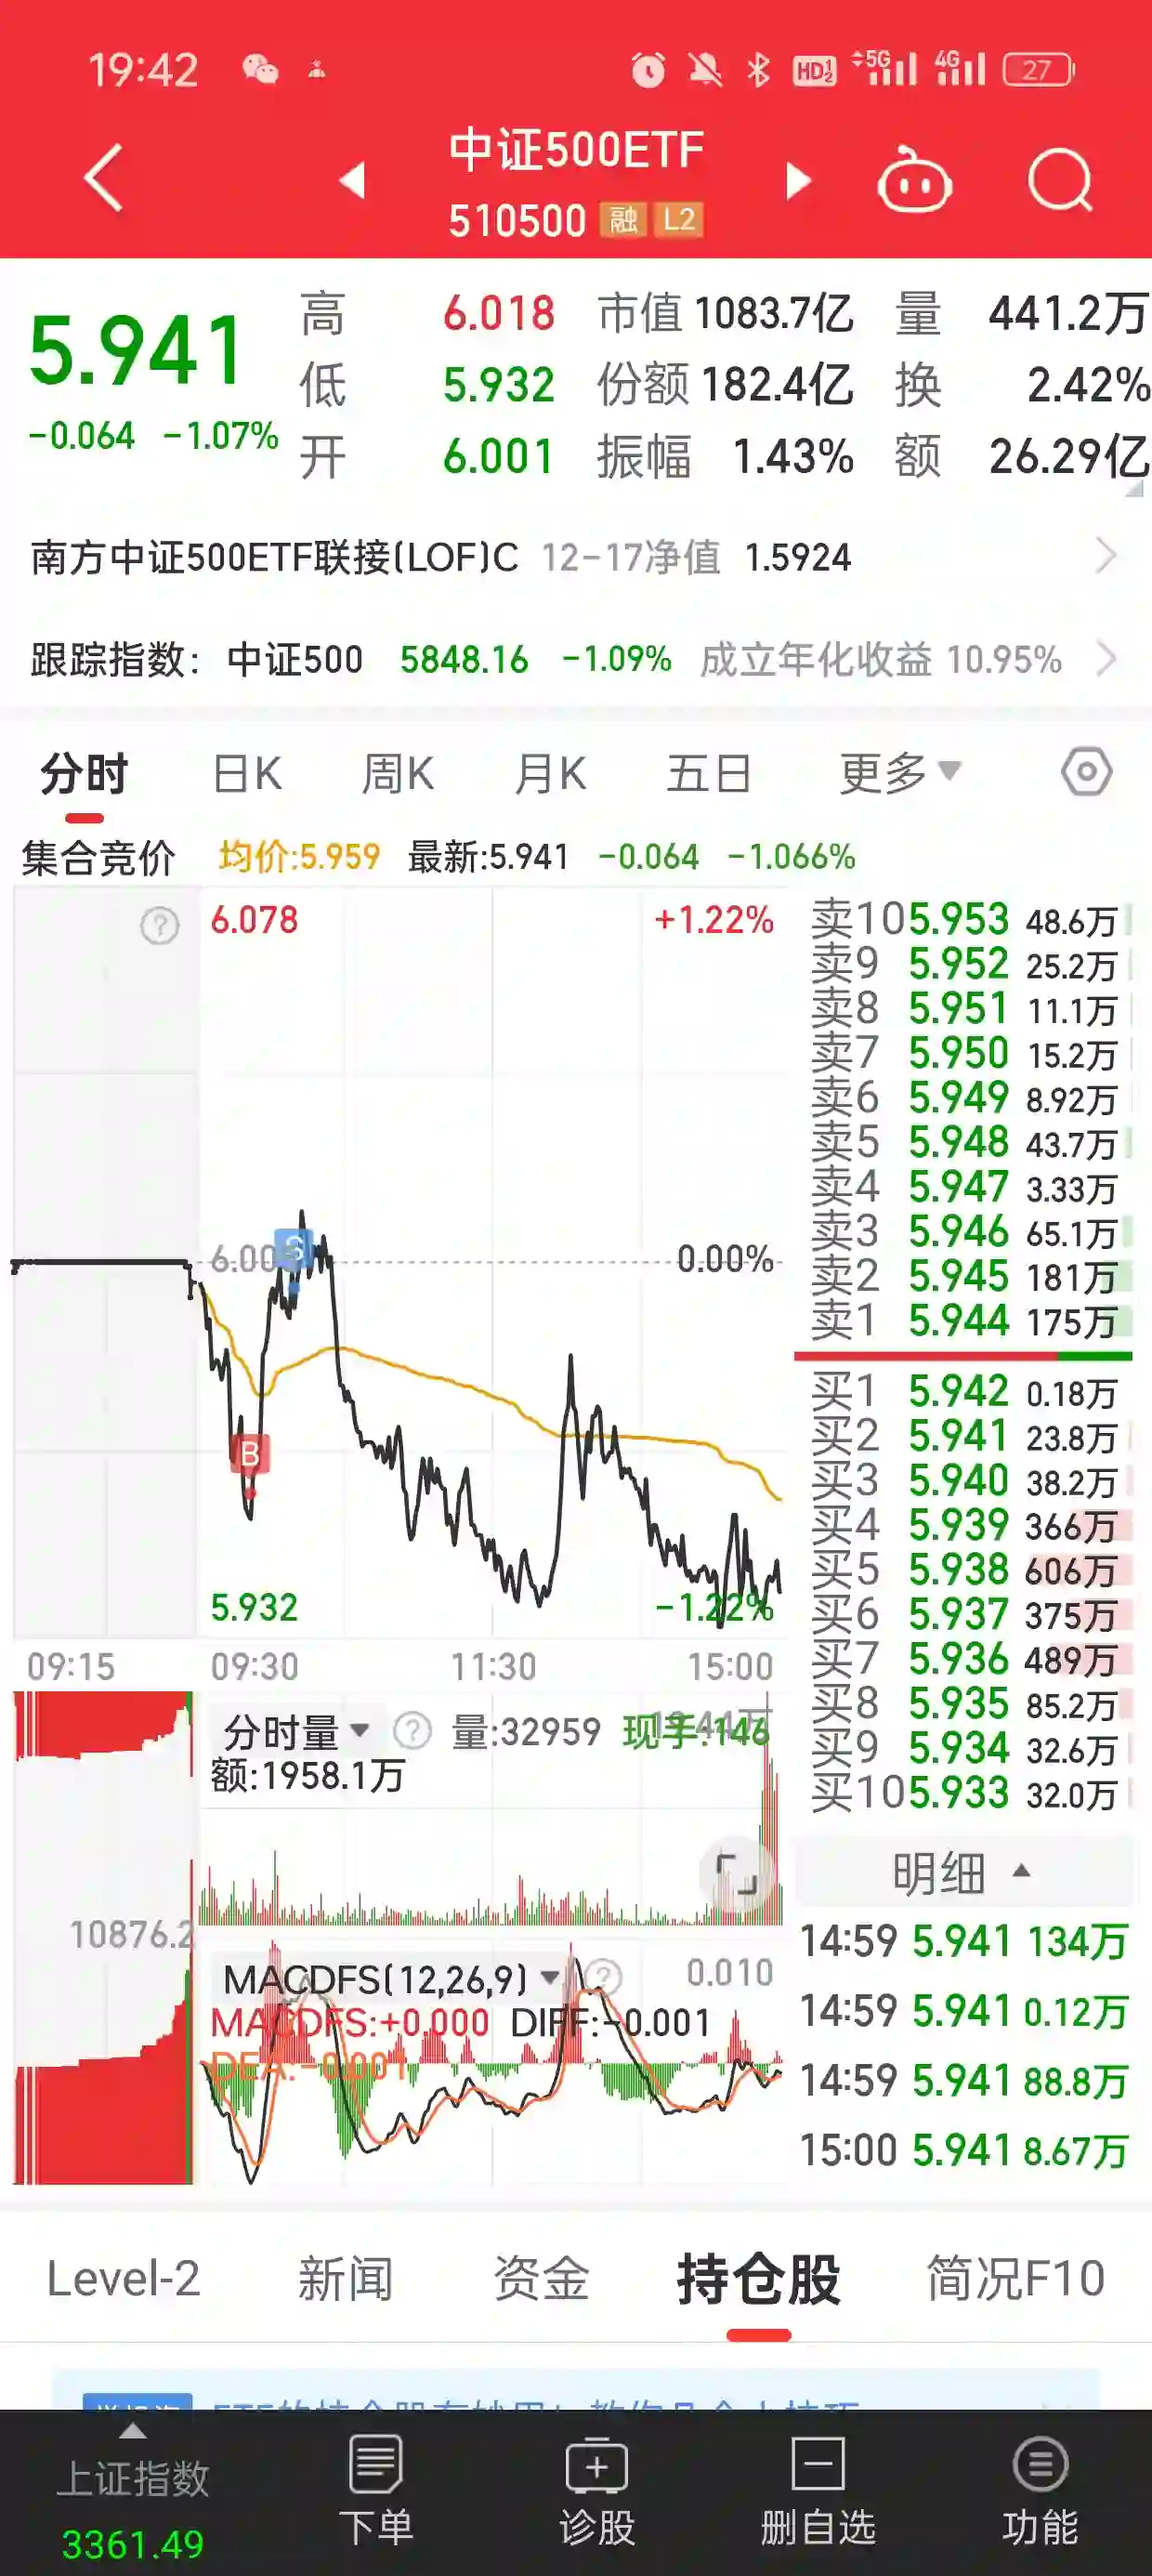 19:42 HD 1 2 5G 4G 27
中证500ETF
510500 融 L2
5.941
-0.064 -1.07%
高 6.018 市值 1083.7亿 量 441.2万
低 5.932 份额 182.4亿 换 2.42%
开 6.001 振幅 1.43% 额 26.29亿
南方中证500ETF联接(LOF)C 12-17净值 1.5924
跟踪指数: 中证500 5848.16 -1.09% 成立年化收益 10.95%
分时 日K 周K 月K 五日 更多
集合竞价 均价:5.959 最新:5.941 -0.064 -1.066%
6.078 +1.22%
S 0.00%
B
5.932 -1.22%
09:15 09:30 11:30 15:00
卖10 5.953 48.6万
卖9 5.952 25.2万
卖8 5.951 11.1万
卖7 5.950 15.2万
卖6 5.949 8.92万
卖5 5.948 43.7万
卖4 5.947 3.33万
卖3 5.946 65.1万
卖2 5.945 181万
卖1 5.944 175万
买1 5.942 0.18万
买2 5.941 23.8万
买3 5.940 38.2万
买4 5.939 366万
买5 5.938 606万
买6 5.937 375万
买7 5.936 489万
买8 5.935 85.2万
买9 5.934 32.6万
买10 5.933 32.0万
分时量 ? 量:32959 现手:146
额:1958.1万
10876.2
MACDFS(12,26,9) ? 0.010
MACDFS:+0.000 DIFF:-0.001
DEA:-0.001
明细
14:59 5.941 134万
14:59 5.941 0.12万
14:59 5.941 88.8万
15:00 5.941 8.67万
Level-2 新闻 资金 持仓股 简况F10
上证指数 下单 诊股 删自选 功能
3361.49